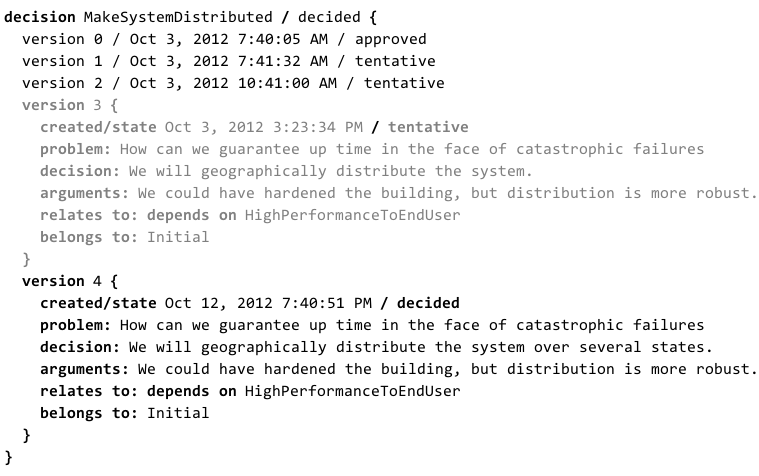 decision MakeSystemDistributed / decided {
version 0 / Oct 3, 2012 7:40:05 AM / approved
version 1 / Oct 3, 2012 7:41:32 AM / tentative
version 2 / Oct 3, 2012 10:41:00 AM / tentative
version 3 {
created/state Oct 3, 2012 3:23:34 PM / tentative
problem: How can we guarantee up time in the face of catastrophic failures
decision: We will geographically distribute the system.
arguments: We could have hardened the building, but distribution is more robust.
relates to: depends on HighPerformanceToEndUser
belongs to: Initial
}
version 4 {
created/state Oct 12, 2012 7:40:51 PM / decided
problem: How can we guarantee up time in the face of catastrophic failures
decision: We will geographically distribute the system over several states.
arguments: We could have hardened the building, but distribution is more robust.
relates to: depends on HighPerformanceToEndUser
belongs to: Initial
}
}